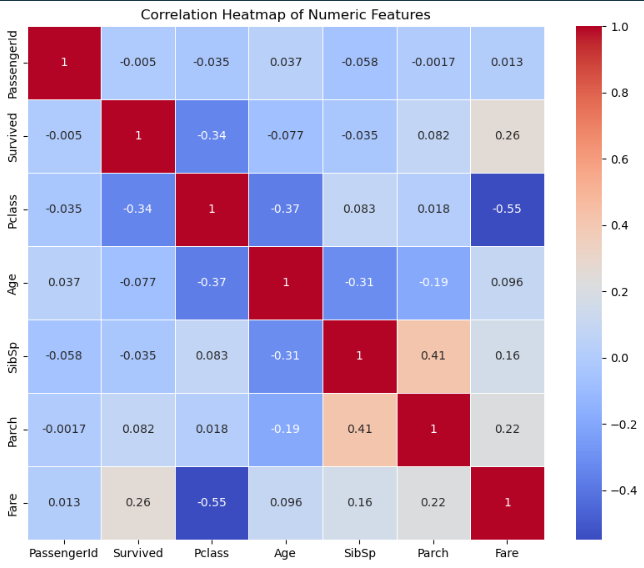 Correlation Heatmap of Numeric Features
PassengerId 1 -0.005 -0.035 0.037 -0.058 -0.0017 0.013
Survived -0.005 1 -0.34 -0.077 -0.035 0.082 0.26
Pclass -0.035 -0.34 1 -0.37 0.083 0.018 -0.55
Age 0.037 -0.077 -0.37 1 -0.31 -0.19 0.096
SibSp -0.058 -0.035 0.083 -0.31 1 0.41 0.16
Parch -0.0017 0.082 0.018 -0.19 0.41 1 0.22
Fare 0.013 0.26 -0.55 0.096 0.16 0.22 1
PassengerId Survived Pclass Age SibSp Parch Fare
1.0
0.8
0.6
0.4
0.2
0.0
−0.2
−0.4